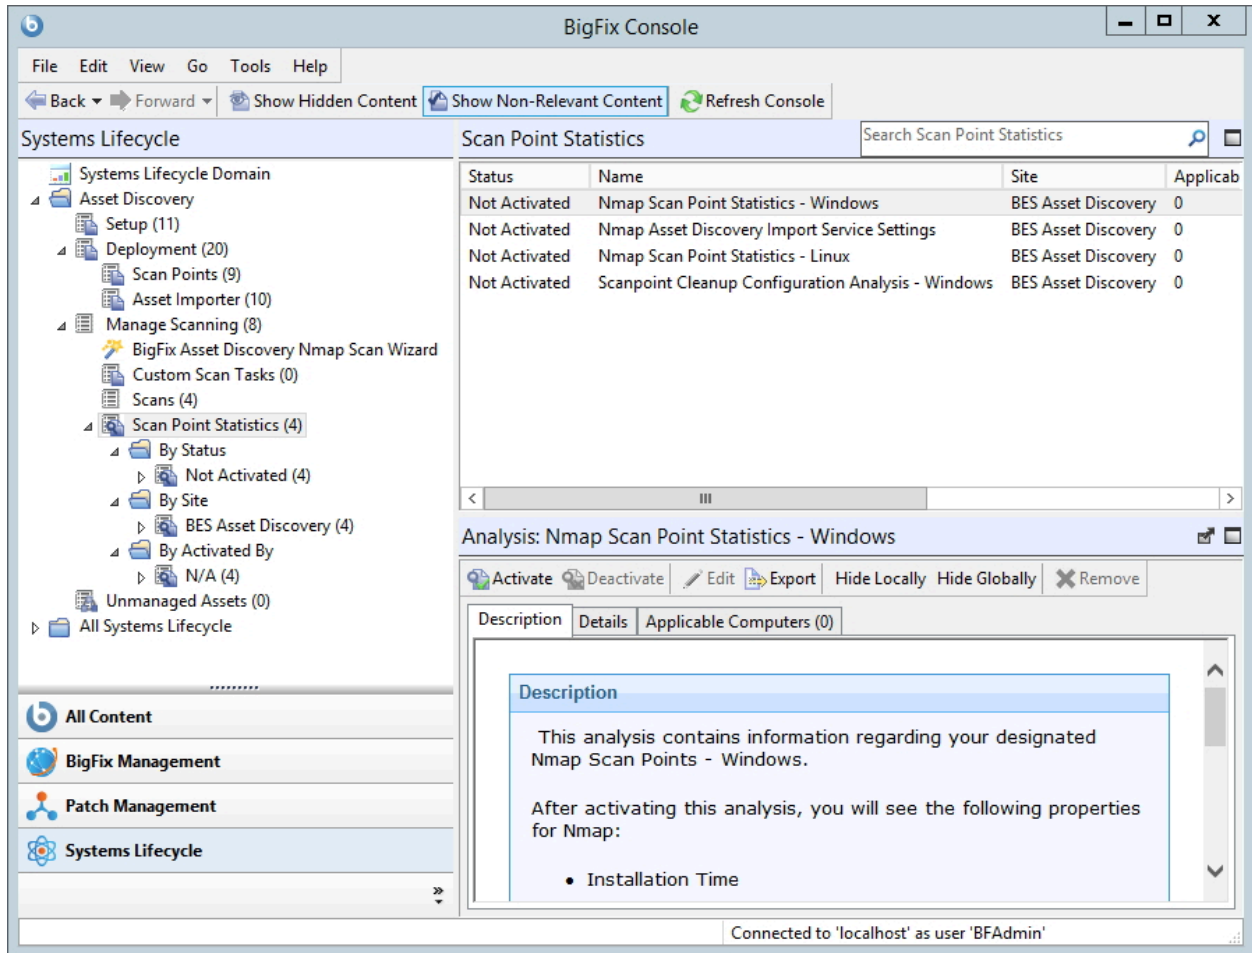 BigFix Console
File Edit View Go Tools Help
Back Forward Show Hidden Content Show Non-Relevant Content Refresh Console
Systems Lifecycle
Systems Lifecycle Domain
Asset Discovery
Setup (11)
Deployment (20)
Scan Points (9)
Asset Importer (10)
Manage Scanning (8)
BigFix Asset Discovery Nmap Scan Wizard
Custom Scan Tasks (0)
Scans (4)
Scan Point Statistics (4)
By Status
Not Activated (4)
By Site
BES Asset Discovery (4)
By Activated By
N/A (4)
Unmanaged Assets (0)
All Systems Lifecycle
All Content
BigFix Management
Patch Management
Systems Lifecycle
Scan Point Statistics Search Scan Point Statistics
Status Name Site Applicab
Not Activated Nmap Scan Point Statistics - Windows BES Asset Discovery 0
Not Activated Nmap Asset Discovery Import Service Settings BES Asset Discovery 0
Not Activated Nmap Scan Point Statistics - Linux BES Asset Discovery 0
Not Activated Scanpoint Cleanup Configuration Analysis - Windows BES Asset Discovery 0
Analysis: Nmap Scan Point Statistics - Windows
Activate Deactivate Edit Export Hide Locally Hide Globally Remove
Description Details Applicable Computers (0)
Description
This analysis contains information regarding your designated
Nmap Scan Points - Windows.
After activating this analysis, you will see the following properties
for Nmap:
• Installation Time
Connected to 'localhost' as user 'BFAdmin'